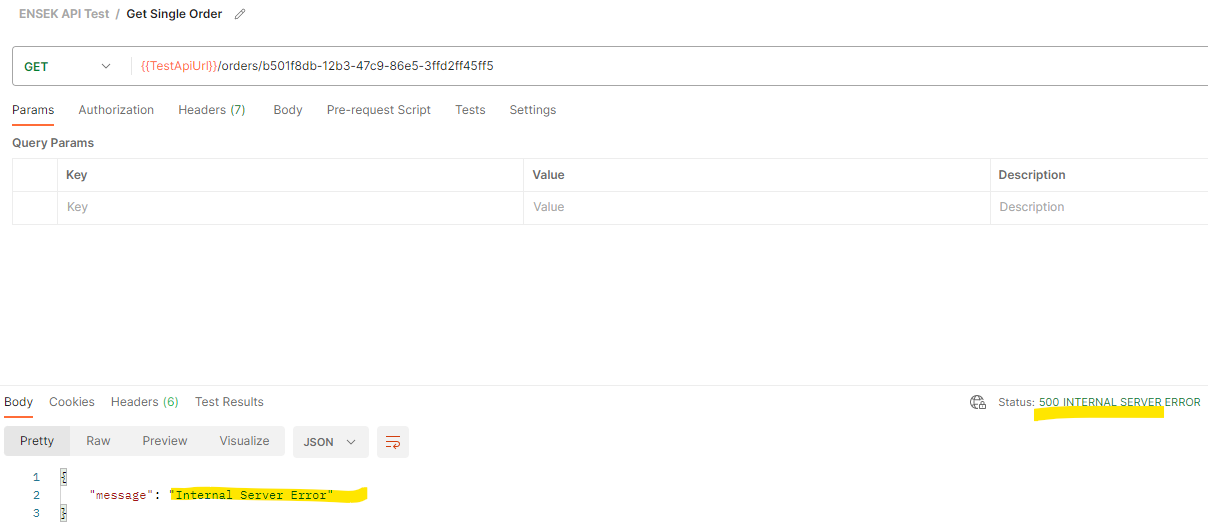 ENSEK API Test / Get Single Order
GET {{TestApiUrl}}/orders/b501f8db-12b3-47c9-86e5-3ffd2ff45ff5
Params Authorization Headers (7) Body Pre-request Script Tests Settings
Query Params
Key Value Description
Key Value Description
Body Cookies Headers (6) Test Results Status: 500 INTERNAL SERVER ERROR
Pretty Raw Preview Visualize JSON
1 {
2 "message": "Internal Server Error"
3 }